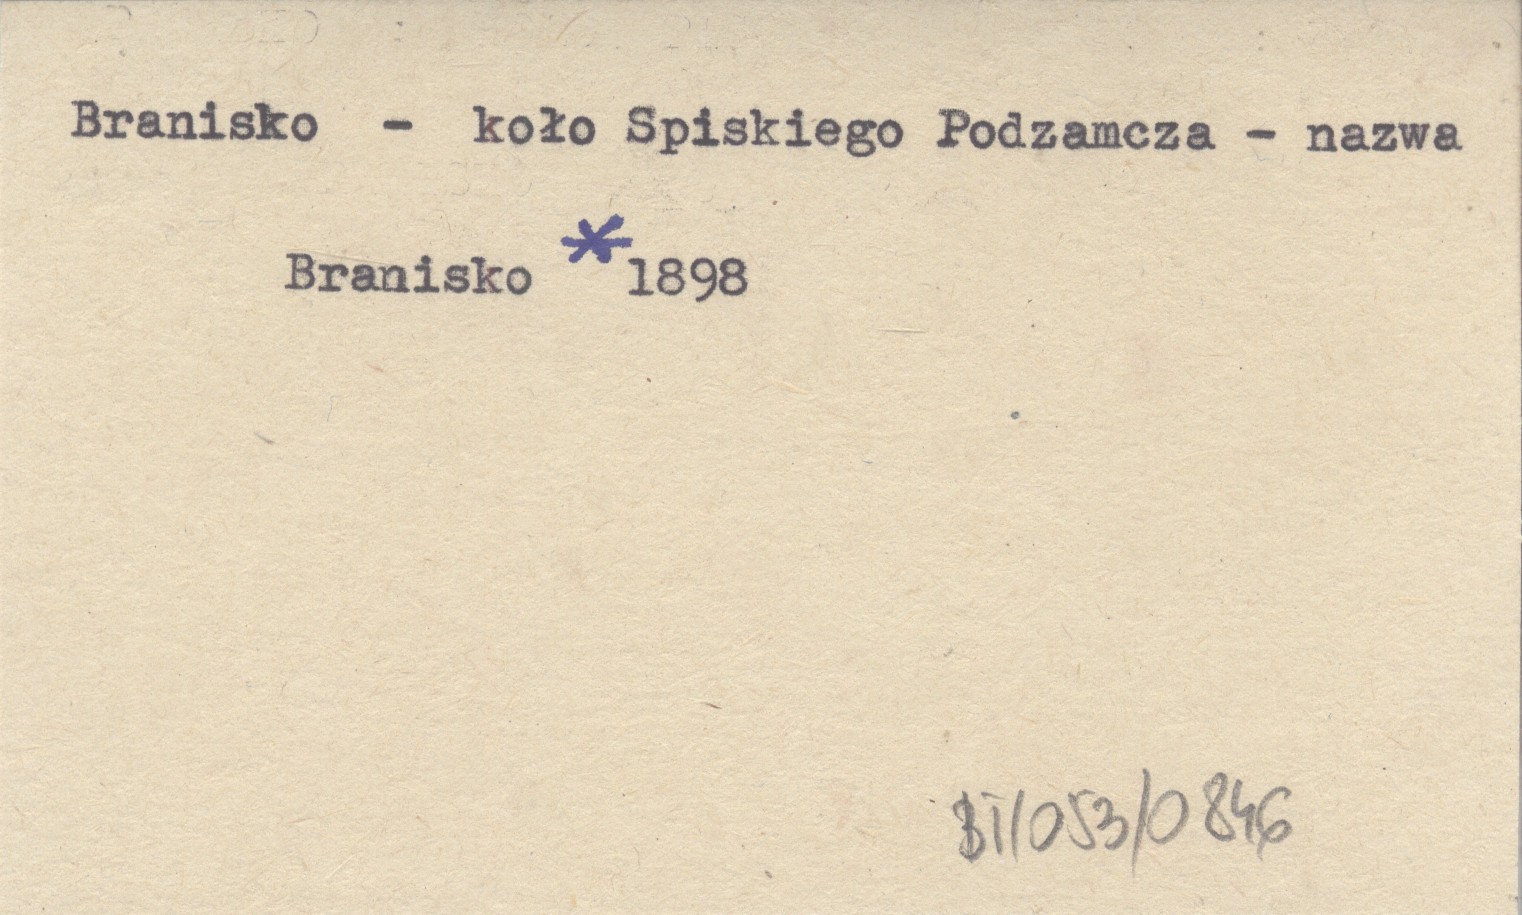 Branisko - koło Spiskiego Podzamcza - nazwa
Branisko * 1898
BI/053/0846